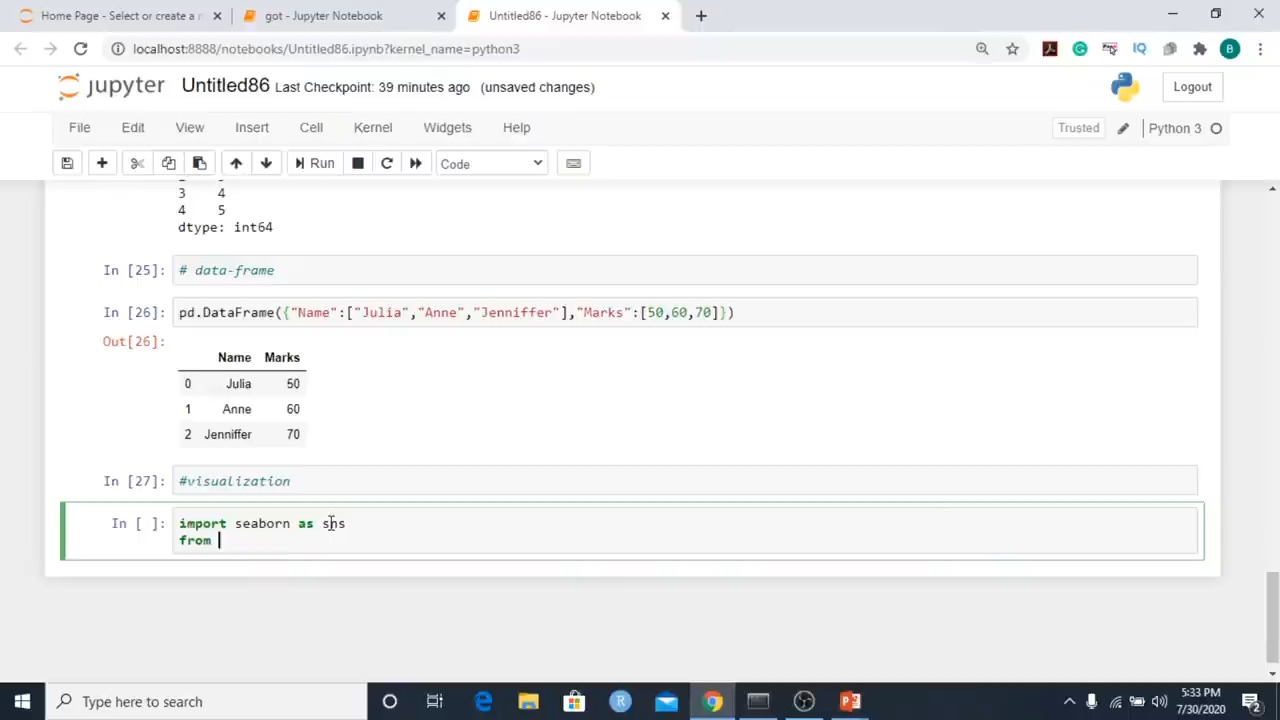 Home Page - Select or create a n
got - Jupyter Notebook
Untitled86 - Jupyter Notebook
localhost:8888/notebooks/Untitled86.ipynb?kernel_name=python3
IQ
B
jupyter
Untitled86 Last Checkpoint: 39 minutes ago (unsaved changes)
Logout
File Edit View Insert Cell Kernel Widgets Help
Trusted
Python 3
Run
Code
3 4
4 5
dtype: int64
In [25]: # data-frame
In [26]: pd.DataFrame({"Name":["Julia","Anne","Jenniffer"],"Marks":[50,60,70]})
Out[26]:
Name Marks
0 Julia 50
1 Anne 60
2 Jenniffer 70
In [27]: #visualization
In [ ]: import seaborn as sns
from
Type here to search
R
5:33 PM
7/30/2020
2